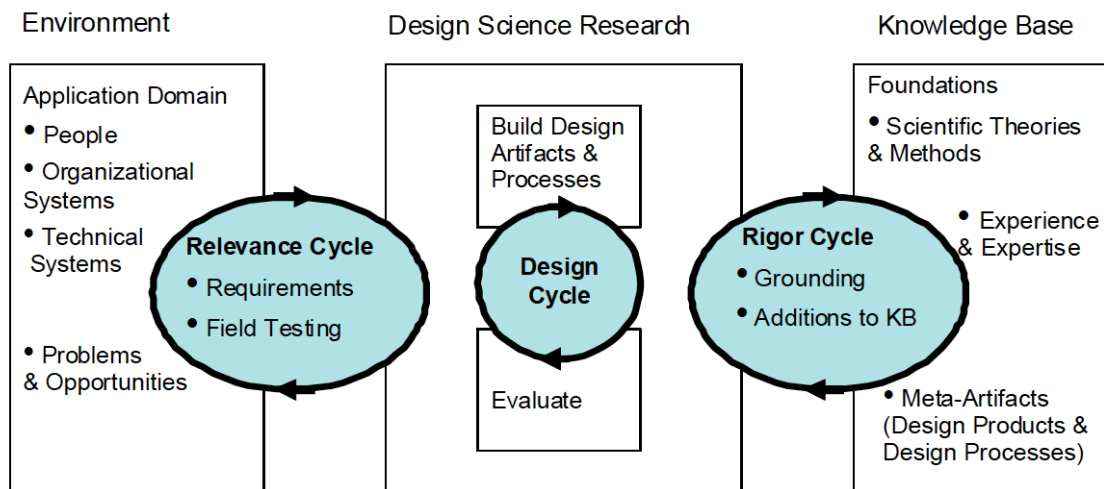 Environment
Design Science Research
Knowledge Base
Application Domain
• People
• Organizational
Systems
• Technical
Systems
• Problems
& Opportunities
Relevance Cycle
• Requirements
• Field Testing
Build Design
Artifacts &
Processes
Design
Cycle
Evaluate
Rigor Cycle
• Grounding
• Additions to KB
Foundations
• Scientific Theories
& Methods
• Experience
& Expertise
• Meta-Artifacts
(Design Products &
Design Processes)